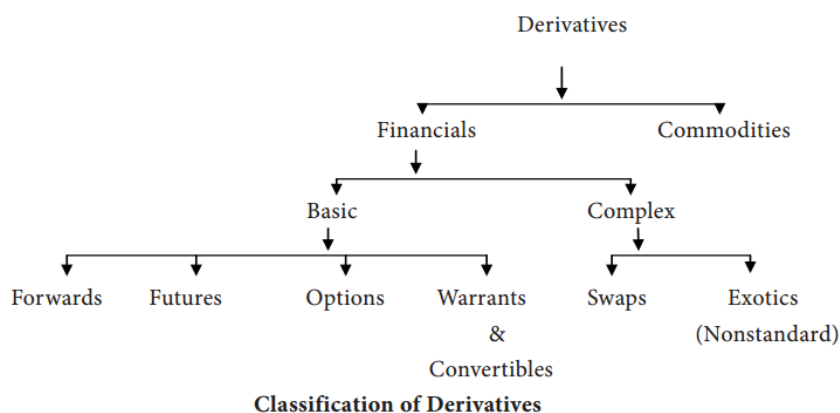 Derivatives
Financials Commodities
Basic Complex
Forwards Futures Options Warrants Swaps Exotics
& (Nonstandard)
Convertibles
Classification of Derivatives